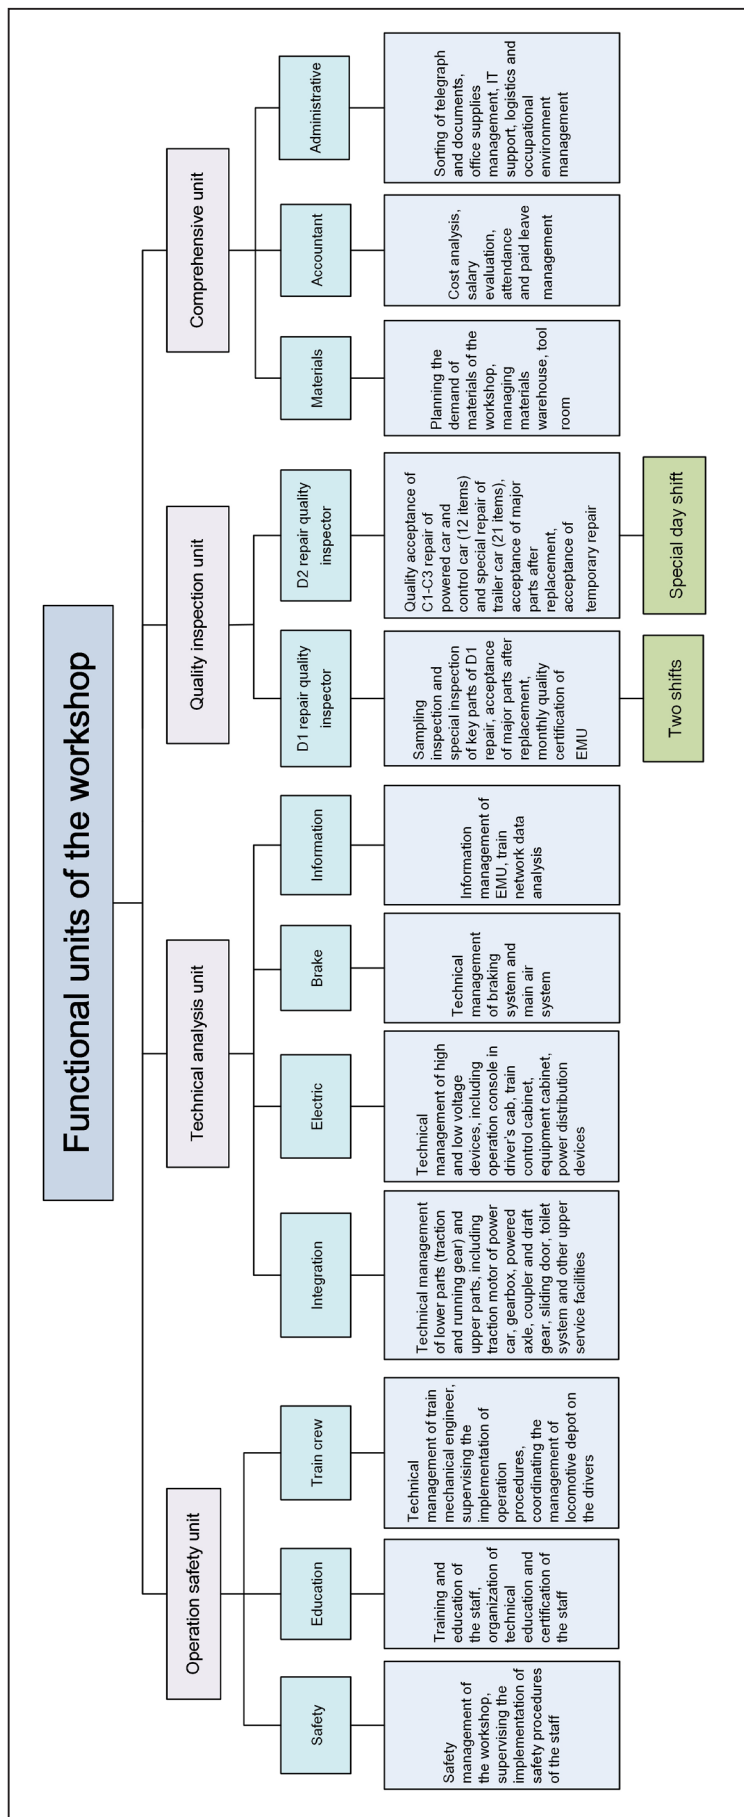 Functional units of the workshop
Operation safety unit
Technical analysis unit
Quality inspection unit
Comprehensive unit
Safety
Education
Train crew
Integration
Electric
Brake
Information
D1 repair quality
inspector
D2 repair quality
inspector
Materials
Accountant
Administrative
Safety
management of
the workshop,
supervising the
implementation of
safety procedures
of the staff
Training and
education of
the staff,
organization of
technical
education and
certification of
the staff
Technical
management of train
mechanical engineer,
supervising the
implementation of
operation
procedures,
coordinating the
management of
locomotive depot on
the drivers
Technical management
of lower parts (traction
and running gear) and
upper parts, including
traction motor of power
car, gearbox, powered
axle, coupler and draft
gear, sliding door, toilet
system and other upper
service facilities
Technical
management of high
and low voltage
devices, including
operation console in
driver's cab, train
control cabinet,
equipment cabinet,
power distribution
devices
Technical
management
of braking
system and
main air
system
Information
management of
EMU, train
network data
analysis
Sampling
inspection and
special inspection
of key parts of D1
repair, acceptance
of major parts after
replacement,
monthly quality
certification of
EMU
Quality acceptance of
C1-C3 repair of
powered car and
control car (12 items)
and special repair of
trailer car (21 items),
acceptance of major
parts after
replacement,
acceptance of
temporary repair
Planning the
demand of
materials of the
workshop,
managing
materials
warehouse, tool
room
Cost analysis,
salary
evaluation,
attendance
and paid leave
management
Sorting of telegraph
and documents,
office supplies
management, IT
support, logistics and
occupational
environment
management
Two shifts
Special day shift